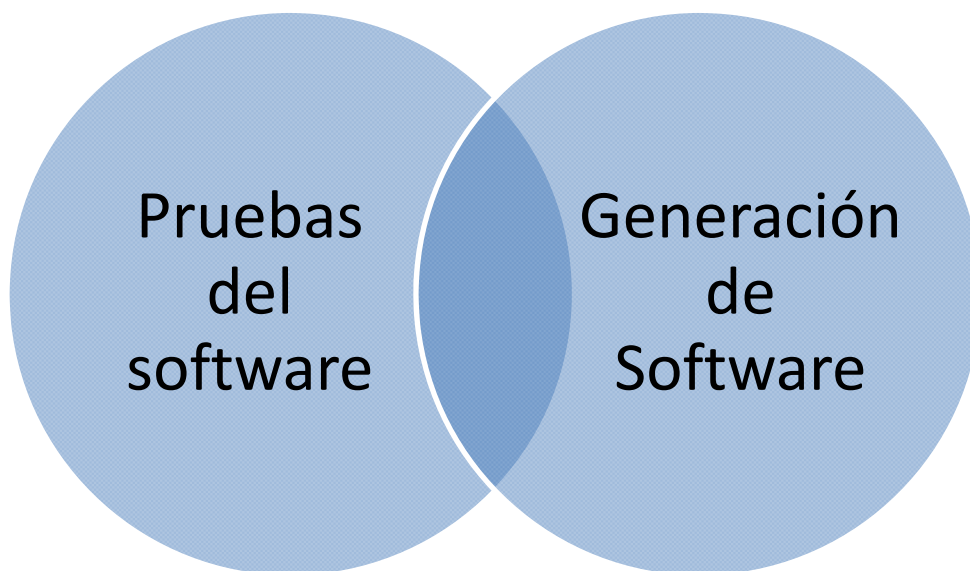 Pruebas
del
software
Generación
de
Software